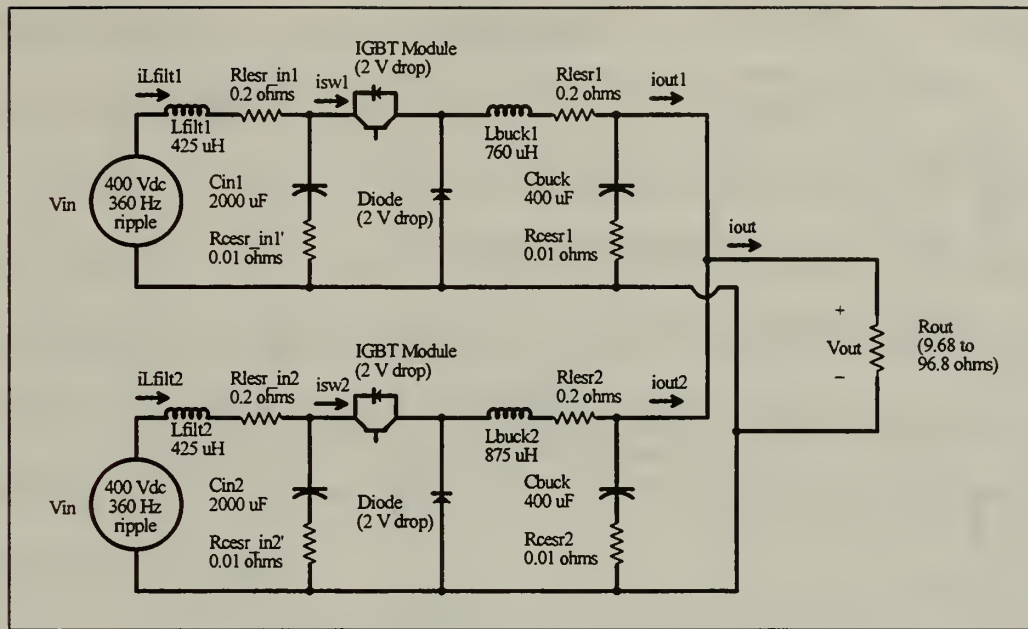 IGBT Module
(2 V drop)
iLfilt1
Rlesr_in1
0.2 ohms
isw1
Rlesr1
0.2 ohms
iout1
Lfilt1
425 uH
Lbuck1
760 uH
Vin
400 Vdc
360 Hz
ripple
Cin1
2000 uF
Rcesr_in1'
0.01 ohms
Diode
(2 V drop)
Cbuck
400 uF
Rcesr1
0.01 ohms
iout
+
Vout
−
Rout
(9.68 to
96.8 ohms)
IGBT Module
(2 V drop)
iLfilt2
Rlesr_in2
0.2 ohms
isw2
Rlesr2
0.2 ohms
iout2
Lfilt2
425 uH
Lbuck2
875 uH
Vin
400 Vdc
360 Hz
ripple
Cin2
2000 uF
Rcesr_in2'
0.01 ohms
Diode
(2 V drop)
Cbuck
400 uF
Rcesr2
0.01 ohms